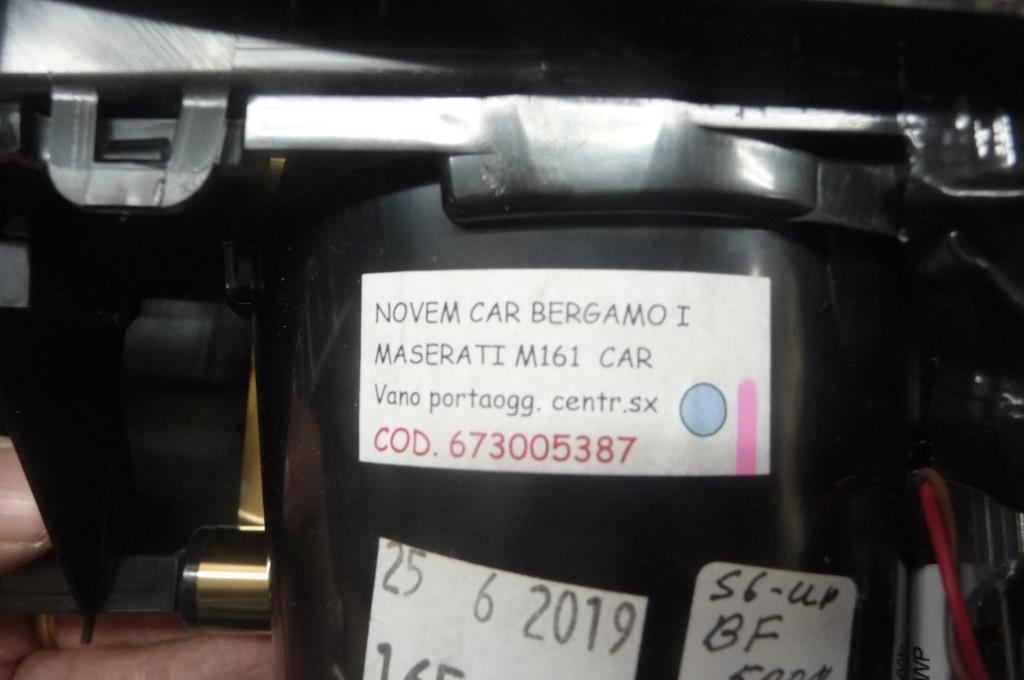 NOVEM CAR BERGAMO I
MASERATI M161 CAR
Vano portaogg. centr.sx
COD. 673005387
25 6 2019
S6-up
BF